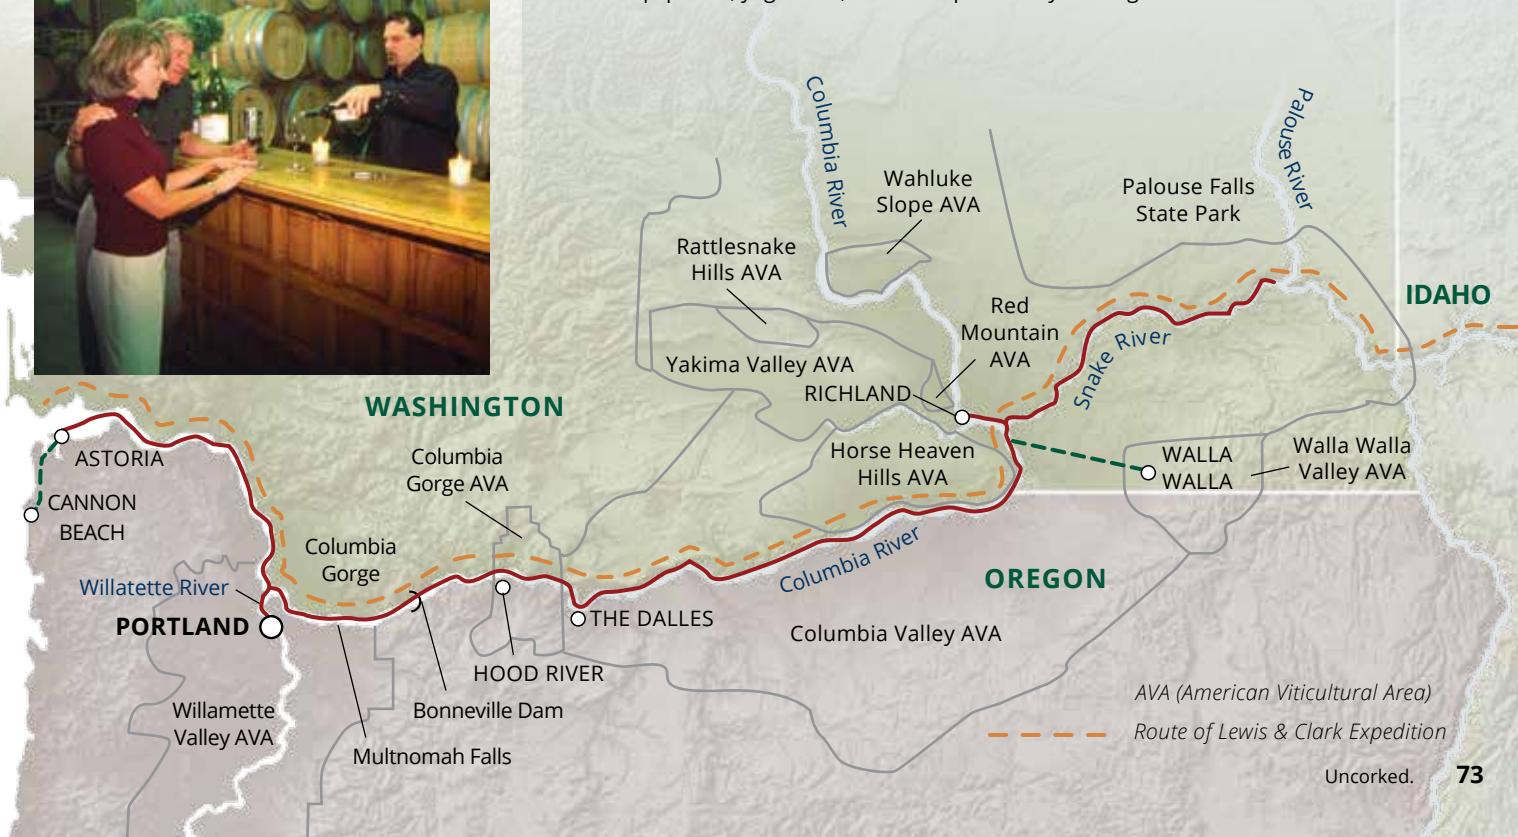 Columbia River
Palouse River
Wahluke
Slope AVA
Palouse Falls
State Park
Rattlesnake
Hills AVA
Red
Mountain
AVA
IDAHO
Yakima Valley AVA
RICHLAND
Snake River
WASHINGTON
Columbia
Gorge AVA
Horse Heaven
Hills AVA
WALLA
WALLA
Walla Walla
Valley AVA
ASTORIA
CANNON
BEACH
Columbia
Gorge
Willatette River
PORTLAND
Columbia River
OREGON
THE DALLES
Columbia Valley AVA
HOOD RIVER
Bonneville Dam
Willamette
Valley AVA
Multnomah Falls
AVA (American Viticultural Area)
Route of Lewis & Clark Expedition
Uncorked. 73